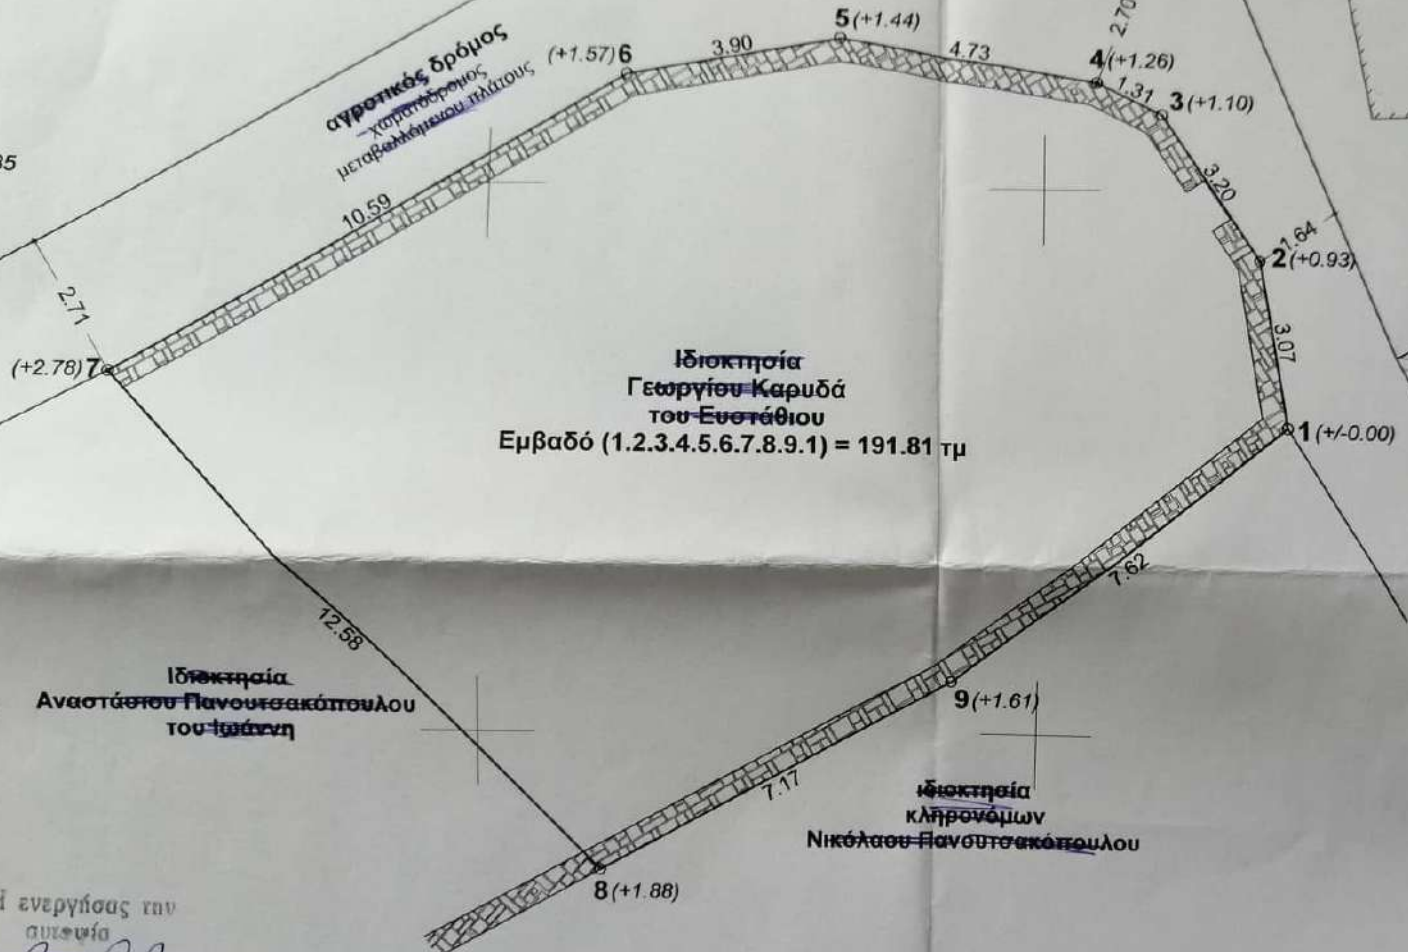 2.70
5 (+1.44)
(+1.57) 6
3.90
4.73
4 (+1.26)
1.31
3 (+1.10)
αγροτικός δρόμος
χωματόδρομος
μεταβαλλόμενου πλάτους
35
3.20
10.59
1.64
2 (+0.93)
2.71
3.07
(+2.78) 7
Ιδιοκτησία
Γεωργίου Καρυδά
του Ευστάθιου
Εμβαδό (1.2.3.4.5.6.7.8.9.1) = 191.81 τμ
1 (+/-0.00)
7.62
12.58
Ιδιοκτησία
Αναστάσιου Πανουτσακόπουλου
του Ιωάννη
9 (+1.61)
7.17
ιδιοκτησία
κληρονόμων
Νικόλαου Πανουτσακόπουλου
8 (+1.88)
ενεργήσας την
αυτοψία